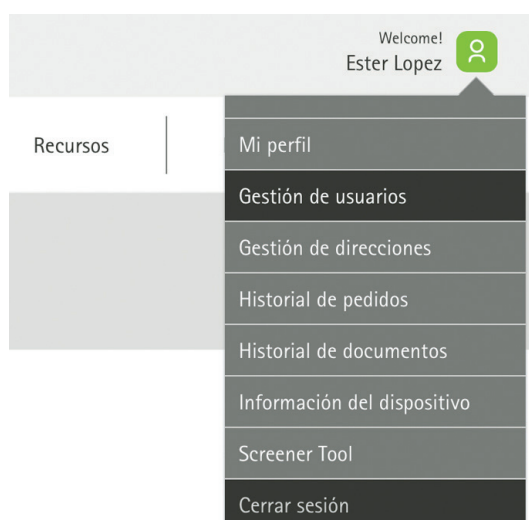 Welcome!
Ester Lopez
Recursos
Mi perfil
Gestión de usuarios
Gestión de direcciones
Historial de pedidos
Historial de documentos
Información del dispositivo
Screener Tool
Cerrar sesión